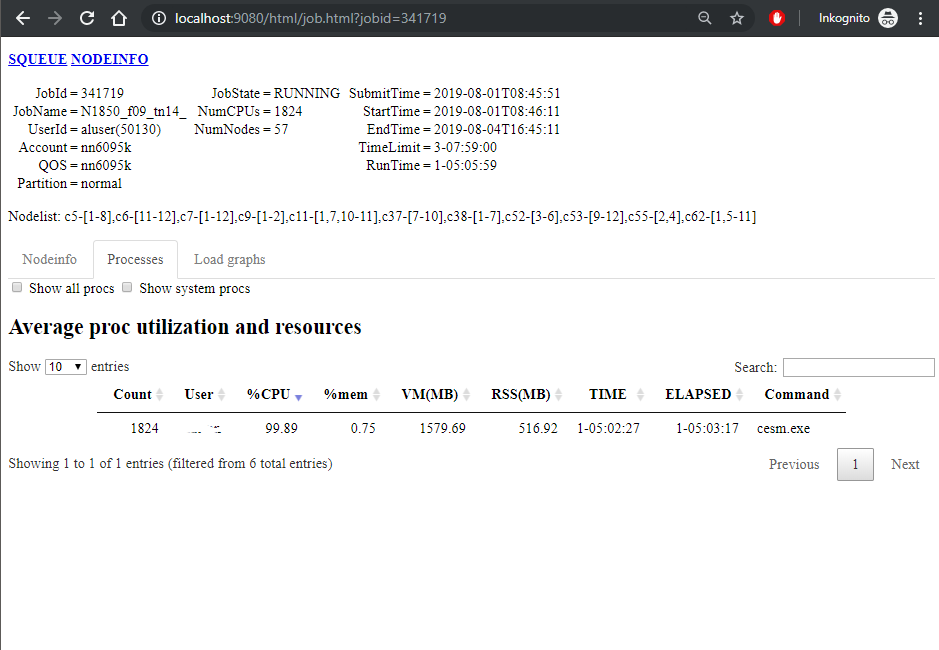 localhost:9080/html/job.html?jobid=341719 Inkognito
SQUEUE NODEINFO
JobId = 341719 JobState = RUNNING SubmitTime = 2019-08-01T08:45:51
JobName = N1850_f09_tn14_ NumCPUs = 1824 StartTime = 2019-08-01T08:46:11
UserId = aluser(50130) NumNodes = 57 EndTime = 2019-08-04T16:45:11
Account = nn6095k TimeLimit = 3-07:59:00
QOS = nn6095k RunTime = 1-05:05:59
Partition = normal
Nodelist: c5-[1-8],c6-[11-12],c7-[1-12],c9-[1-2],c11-[1,7,10-11],c37-[7-10],c38-[1-7],c52-[3-6],c53-[9-12],c55-[2,4],c62-[1,5-11]
Nodeinfo Processes Load graphs
Show all procs Show system procs
Average proc utilization and resources
Show 10 entries Search:
Count User %CPU %mem VM(MB) RSS(MB) TIME ELAPSED Command
1824 99.89 0.75 1579.69 516.92 1-05:02:27 1-05:03:17 cesm.exe
Showing 1 to 1 of 1 entries (filtered from 6 total entries) Previous 1 Next